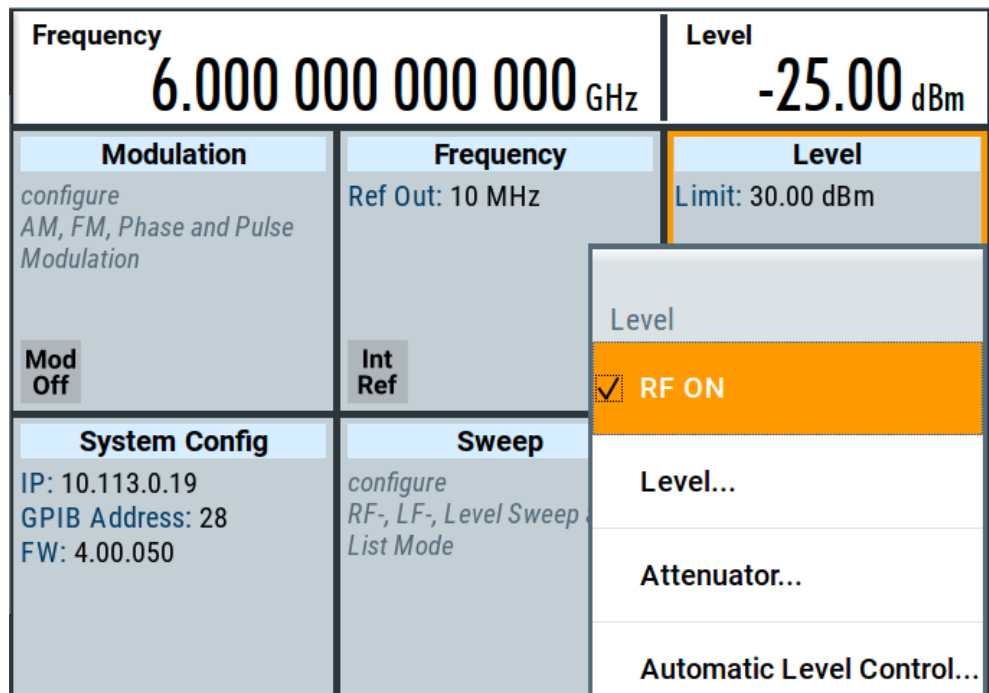 Frequency
6.000 000 000 000 GHz
Level
-25.00 dBm
Modulation
configure
AM, FM, Phase and Pulse
Modulation
Mod
Off
Frequency
Ref Out: 10 MHz
Int
Ref
Level
Limit: 30.00 dBm
System Config
IP: 10.113.0.19
GPIB Address: 28
FW: 4.00.050
Sweep
configure
RF-, LF-, Level Sweep
List Mode
Level
RF ON
Level...
Attenuator...
Automatic Level Control...